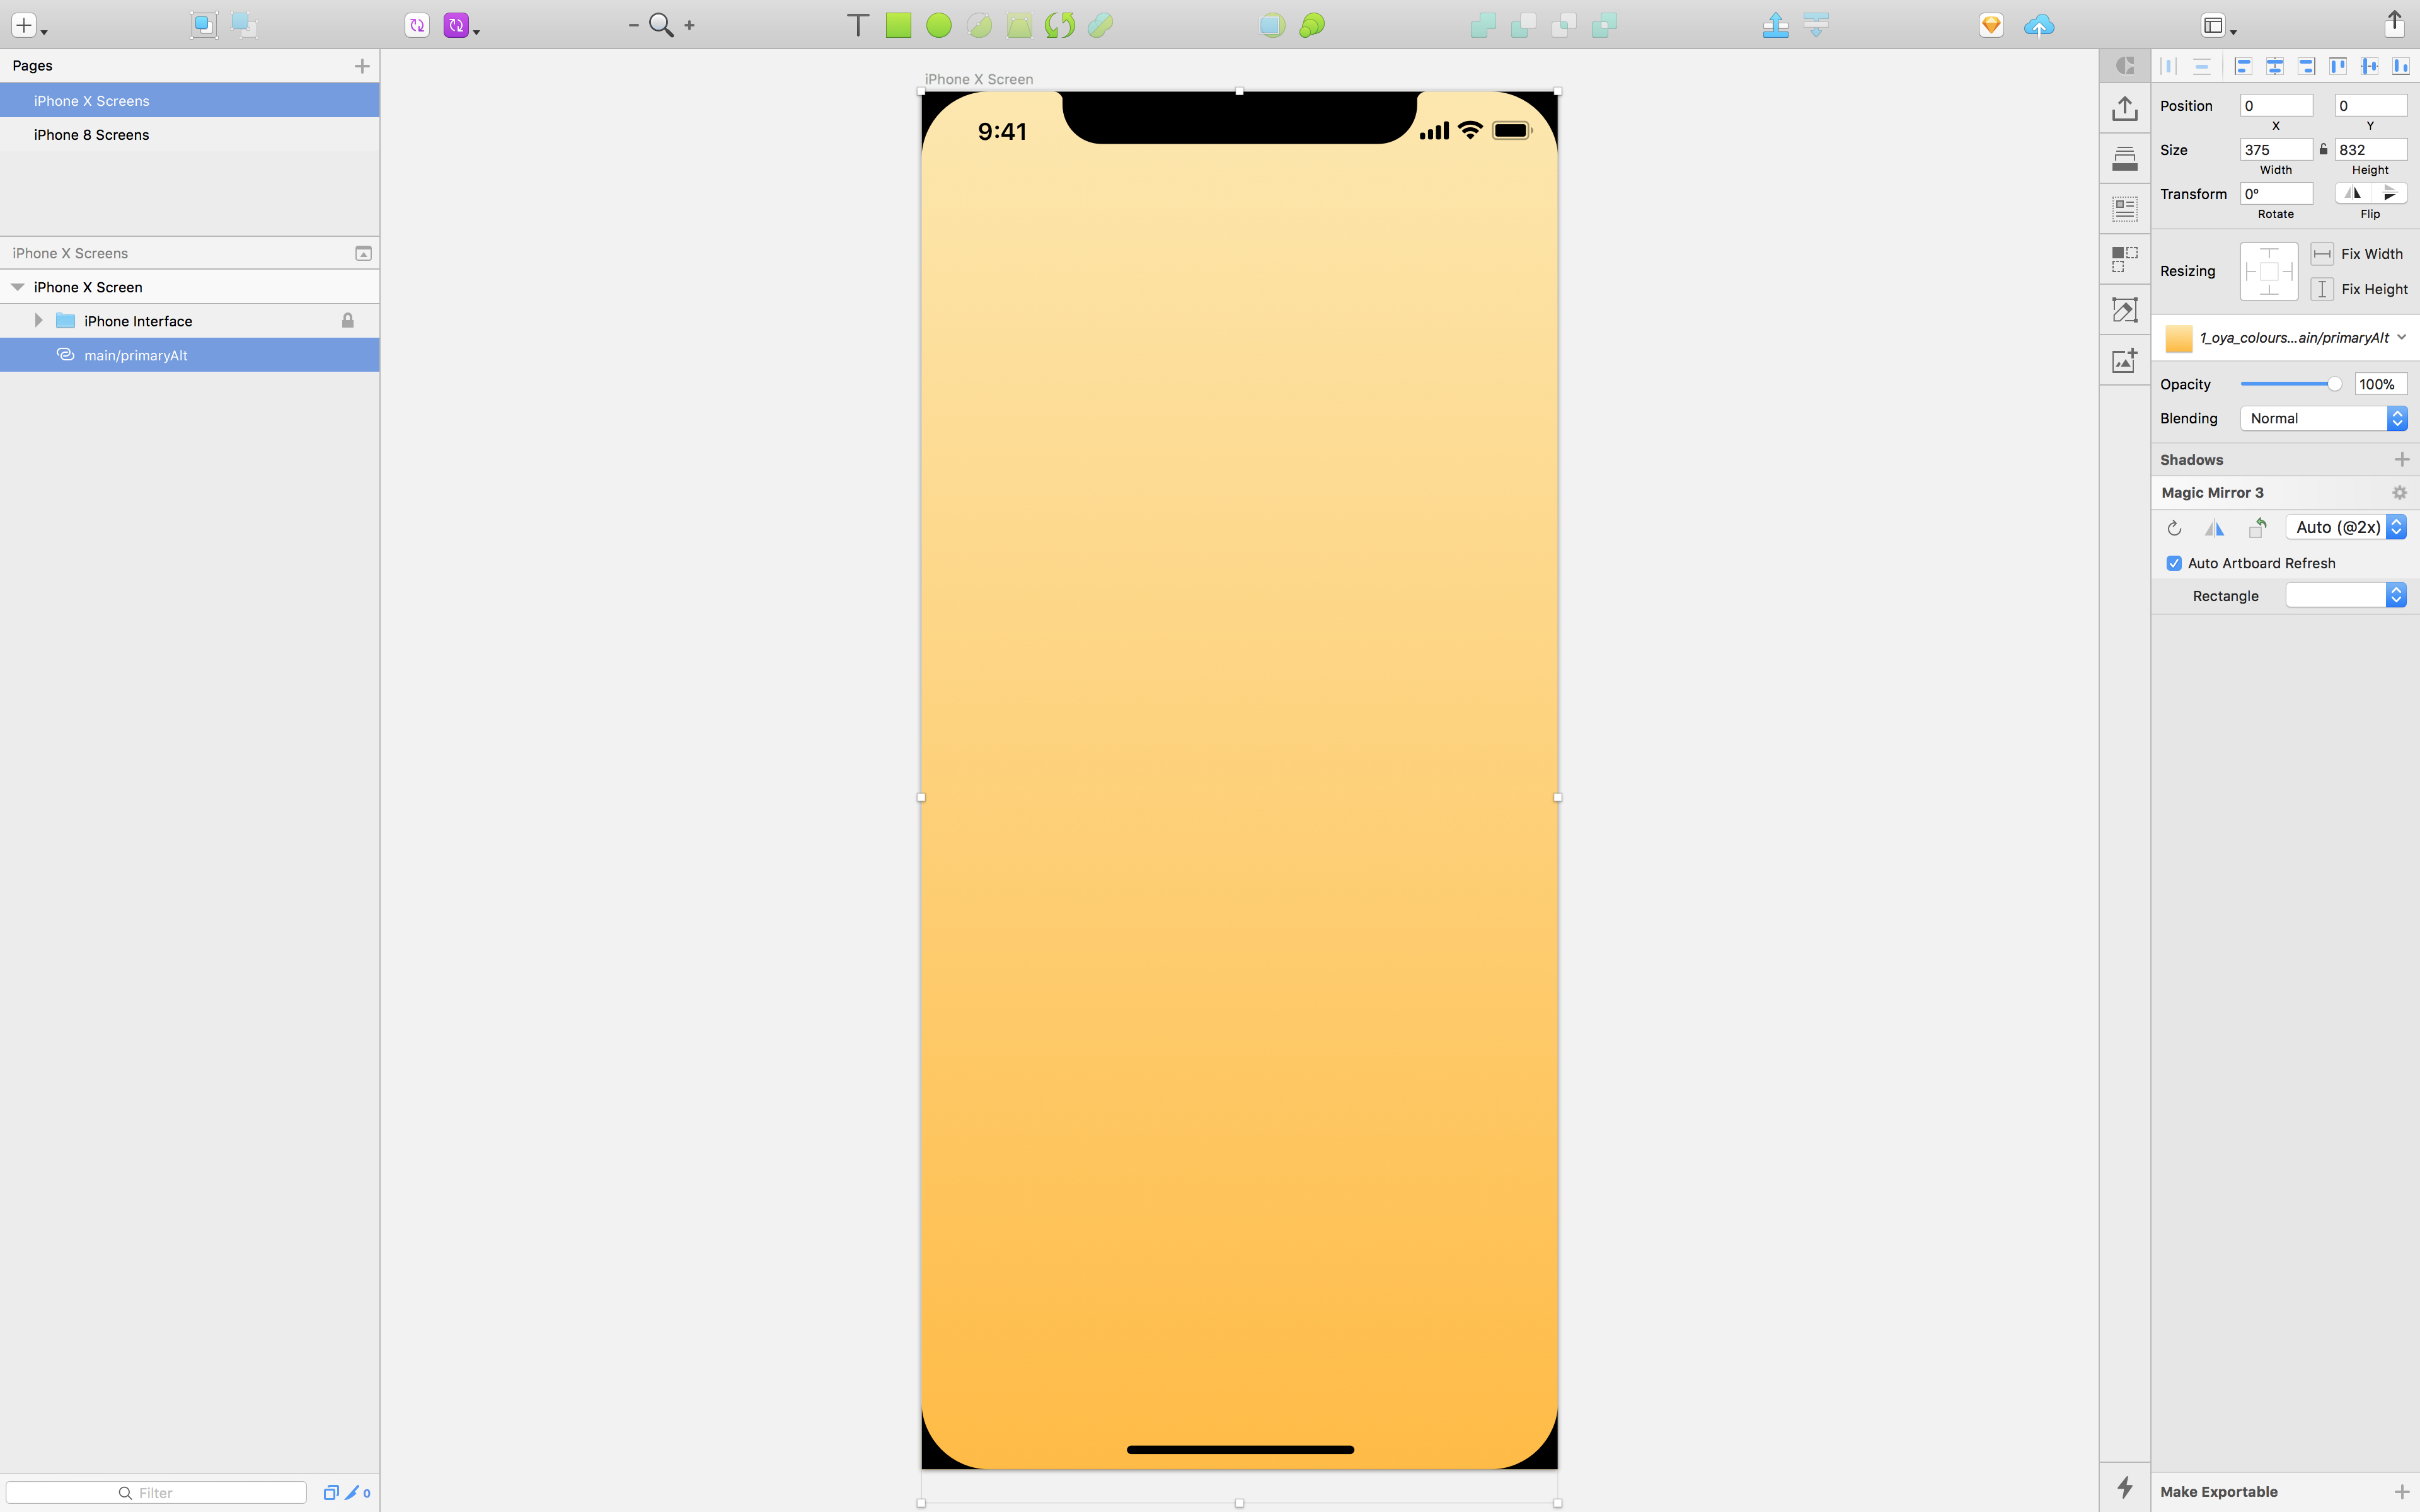 Pages
iPhone X Screens
iPhone 8 Screens
iPhone X Screens
iPhone X Screen
iPhone Interface
main/primaryAlt
Filter
0
iPhone X Screen
9:41
Position 0 0
X Y
Size 375 832
Width Height
Transform 0°
Rotate Flip
Resizing Fix Width
Fix Height
1_oya_colours...ain/primaryAlt
Opacity 100%
Blending Normal
Shadows
Magic Mirror 3
Auto (@2x)
Auto Artboard Refresh
Rectangle
Make Exportable